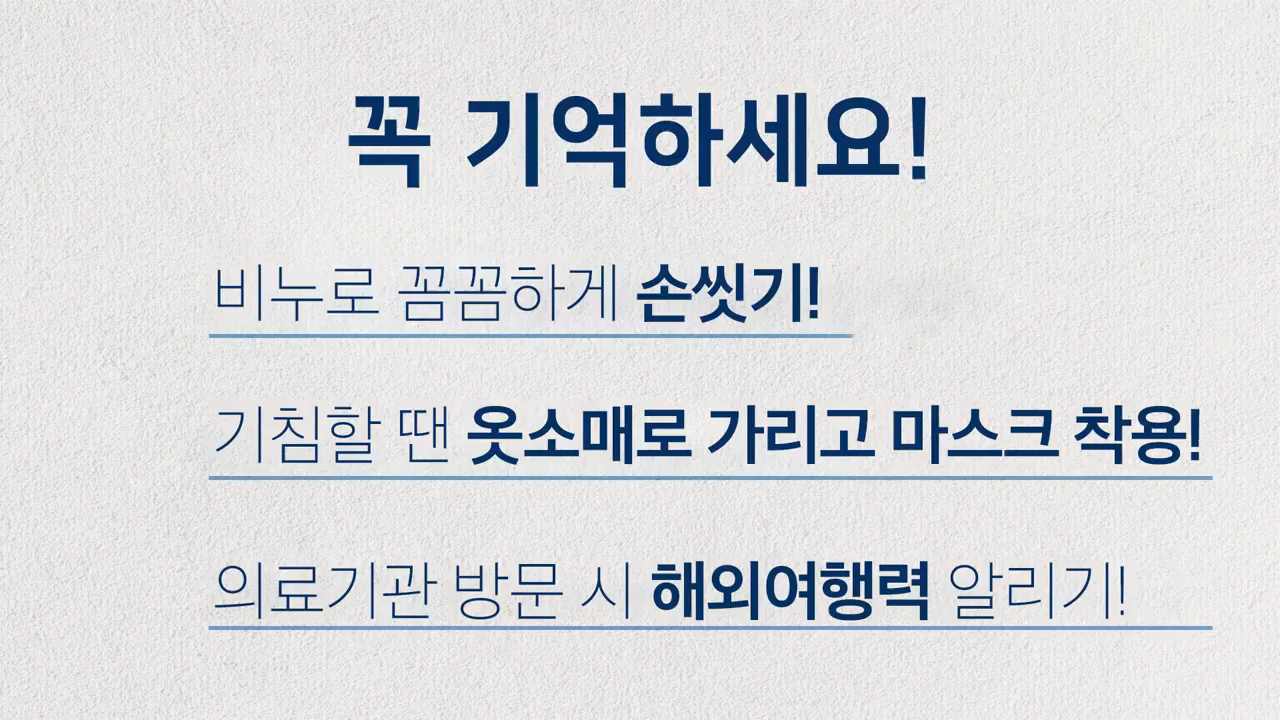 꼭 기억하세요!
비누로 꼼꼼하게 손씻기!
기침할 땐 옷소매로 가리고 마스크 착용!
의료기관 방문 시 해외여행력 알리기!